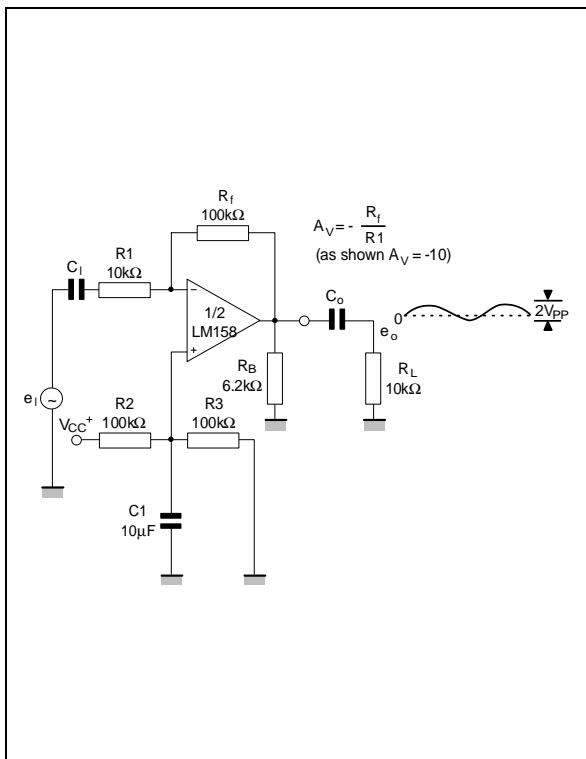 Rf
100kΩ
AV = - Rf
R1
(as shown AV = -10)
R1
10kΩ
CI
1/2
LM158
Co
0
2VPP
eo
RB
6.2kΩ
RL
10kΩ
eI
VCC+
R2
100kΩ
R3
100kΩ
C1
10µF